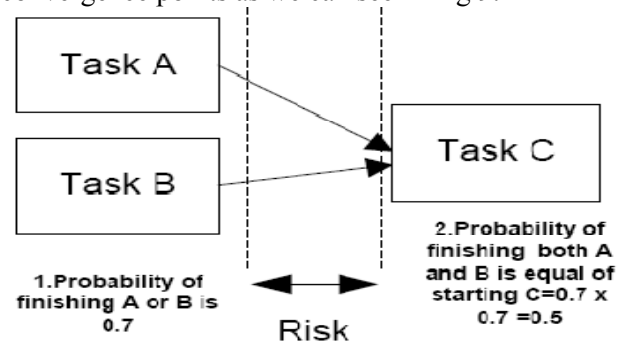 Task A
Task B
Task C
1.Probability of
finishing A or B is
0.7
Risk
2.Probability of
finishing both A
and B is equal of
starting C=0.7 x
0.7 =0.5